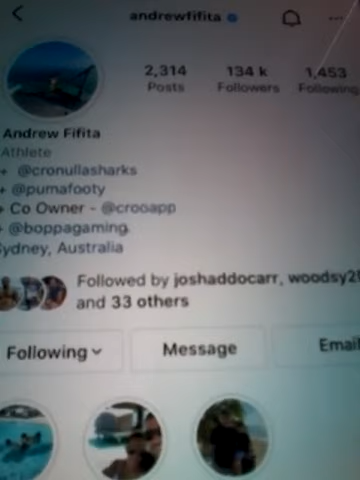 andrewfifita
2,314 134 k 1,453
Posts Followers Following
Andrew Fifita
Athlete
+ @cronullasharks
+ @pumafooty
+ Co Owner - @crooapp
+ @boppagaming
Sydney, Australia
Followed by joshaddocarr,
and 33 others
Following Message Email